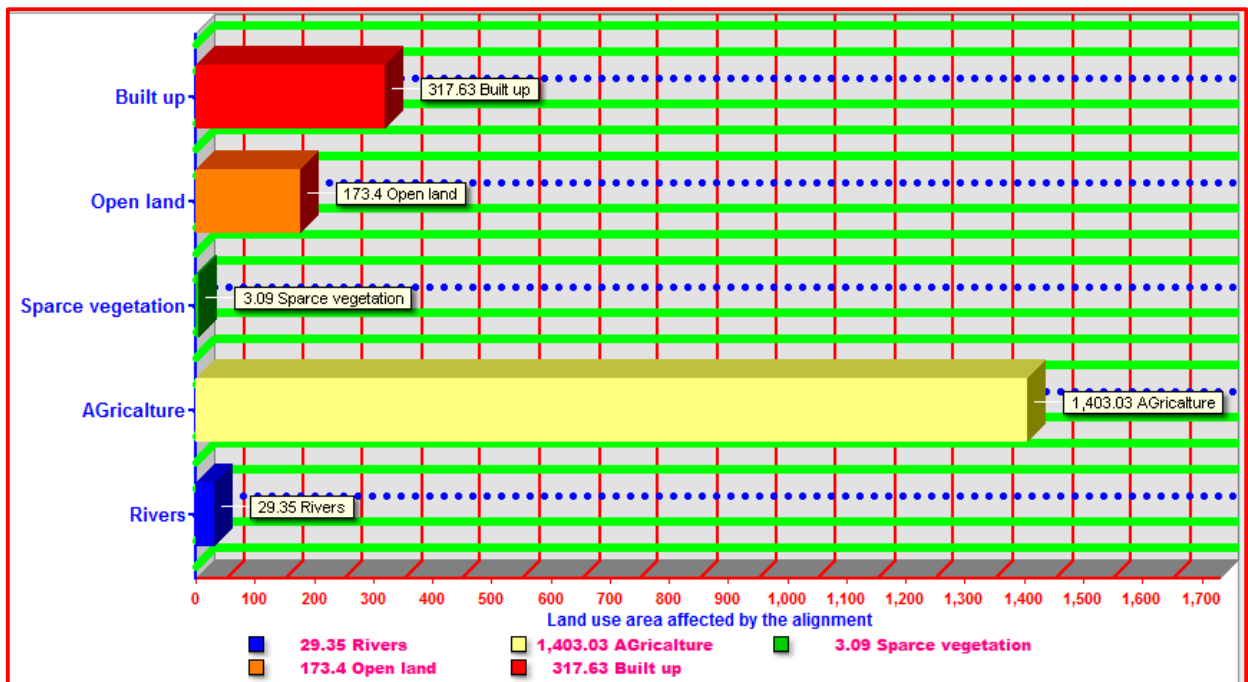 Built up
317.63 Built up
Open land
173.4 Open land
Sparce vegetation
3.09 Sparce vegetation
AGricalture
1,403.03 AGricalture
Rivers
29.35 Rivers
0 100 200 300 400 500 600 700 800 900 1,000 1,100 1,200 1,300 1,400 1,500 1,600 1,700
Land use area affected by the alignment
29.35 Rivers 1,403.03 AGricalture 3.09 Sparce vegetation
173.4 Open land 317.63 Built up